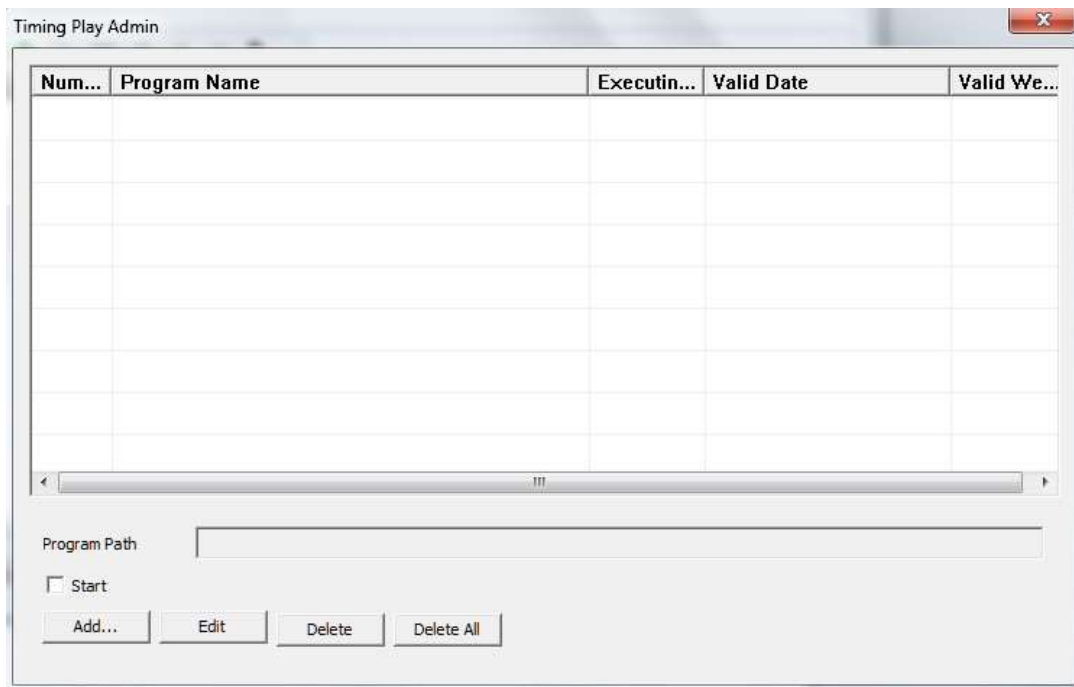 Timing Play Admin
Num... Program Name Executin... Valid Date Valid We...
Program Path
Start
Add... Edit Delete Delete All